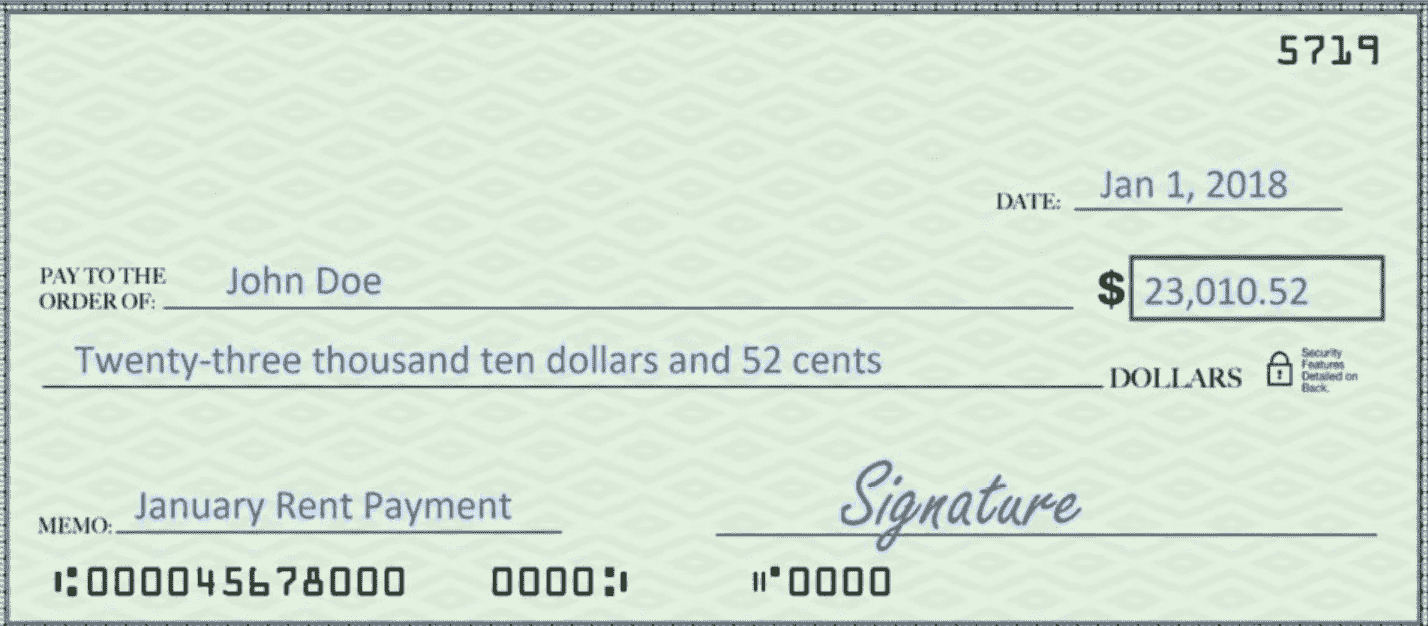 5719
DATE: Jan 1, 2018
PAY TO THE
ORDER OF: John Doe $ 23,010.52
Twenty-three thousand ten dollars and 52 cents DOLLARS
Security
Features
Detailed on
Back.
MEMO: January Rent Payment Signature
⑆000045678000 0000⑆ ⑈0000